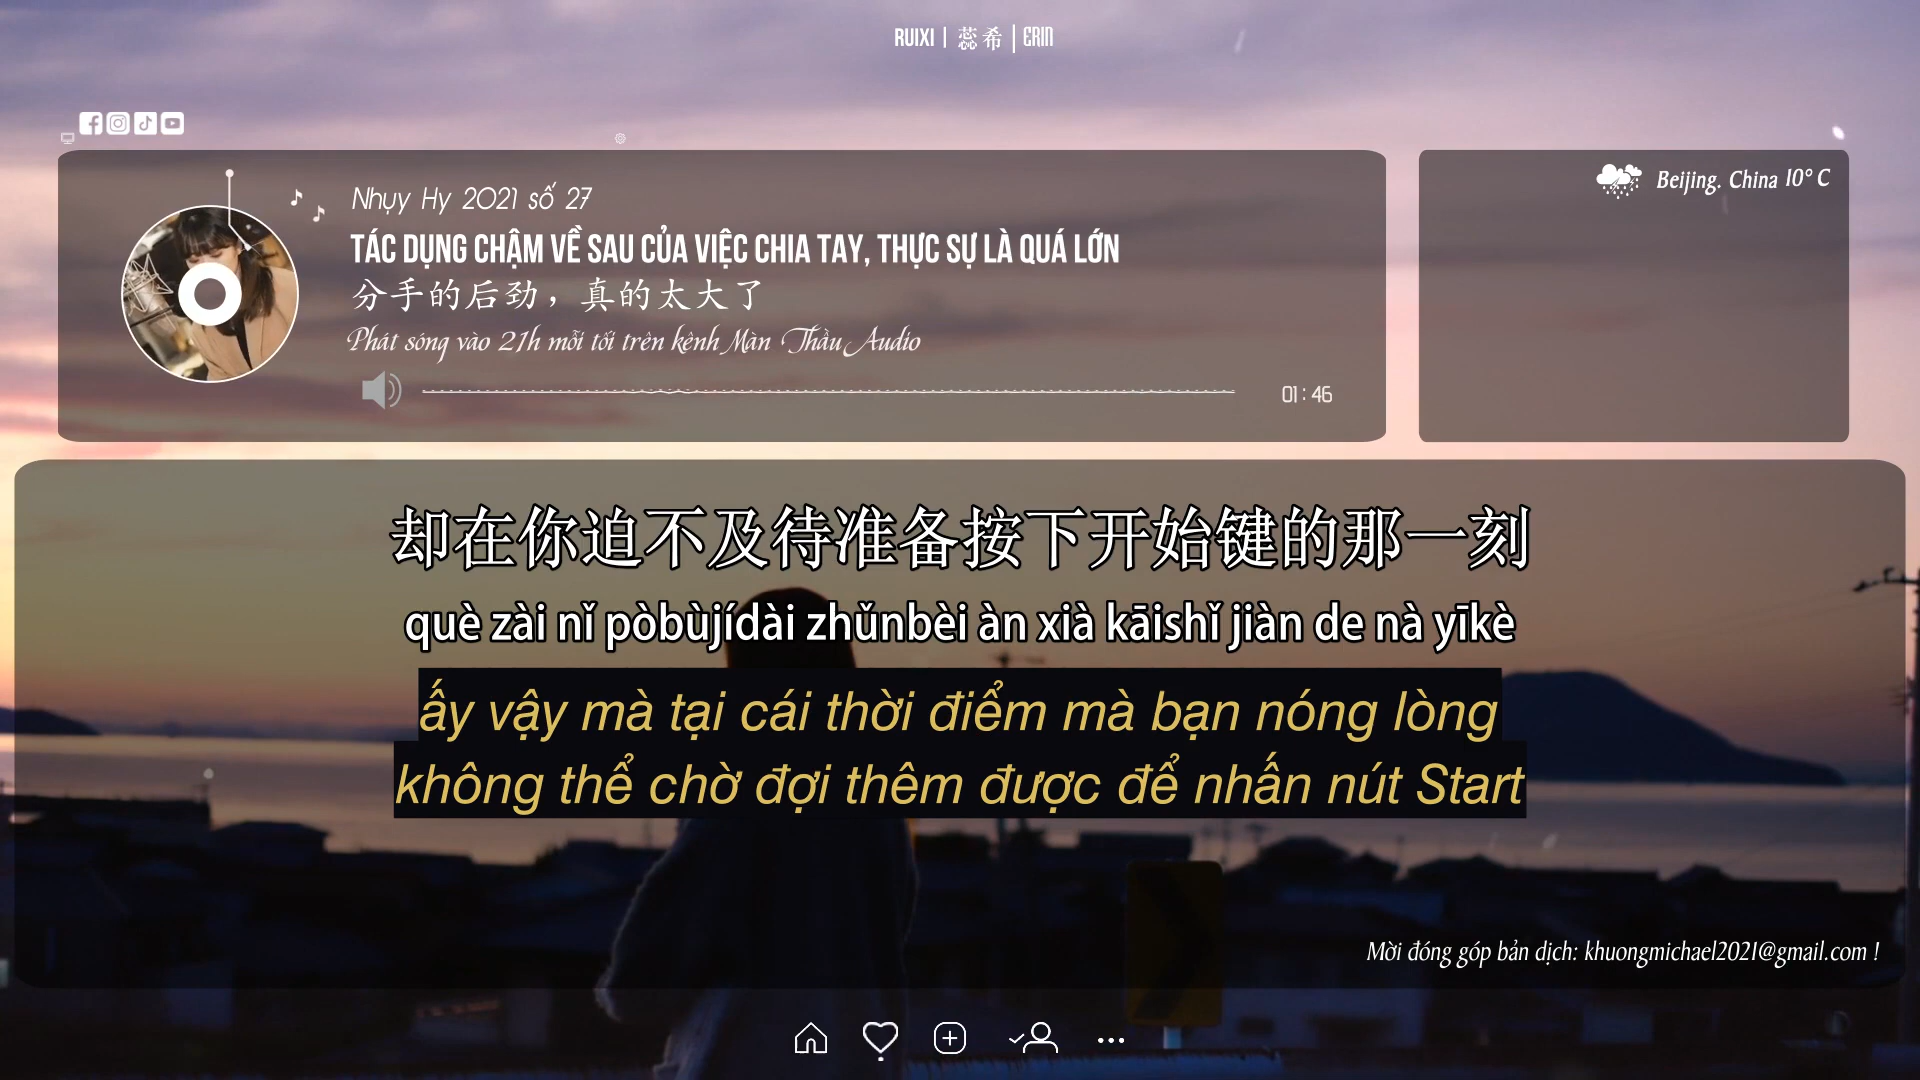 RUIXI | 蕊希 | ERIN
Nhụy Hy 2021 số 27
Beijing. China 10° C
TÁC DỤNG CHẬM VỀ SAU CỦA VIỆC CHIA TAY, THỰC SỰ LÀ QUÁ LỚN
分手的后劲，真的太大了
Phát sóng vào 21h mỗi tối trên kênh Màn Thầu Audio
01:46
却在你迫不及待准备按下开始键的那一刻
què zài nǐ pòbùjídài zhǔnbèi àn xià kāishǐ jiàn de nà yīkè
ấy vậy mà tại cái thời điểm mà bạn nóng lòng
không thể chờ đợi thêm được để nhấn nút Start
Mời đóng góp bản dịch: khuongmichael2021@gmail.com !